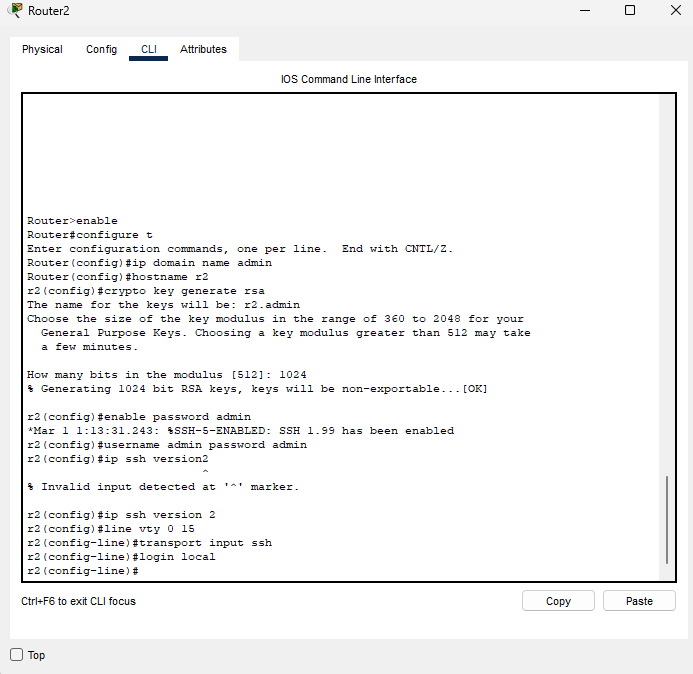 Router2
Physical Config CLI Attributes
IOS Command Line Interface
Router>enable
Router#configure t
Enter configuration commands, one per line.  End with CNTL/Z.
Router(config)#ip domain name admin
Router(config)#hostname r2
r2(config)#crypto key generate rsa
The name for the keys will be: r2.admin
Choose the size of the key modulus in the range of 360 to 2048 for your
  General Purpose Keys. Choosing a key modulus greater than 512 may take
  a few minutes.
How many bits in the modulus [512]: 1024
% Generating 1024 bit RSA keys, keys will be non-exportable...[OK]
r2(config)#enable password admin
*Mar 1 1:13:31.243: %SSH-5-ENABLED: SSH 1.99 has been enabled
r2(config)#username admin password admin
r2(config)#ip ssh version2
^
% Invalid input detected at '^' marker.
r2(config)#ip ssh version 2
r2(config)#line vty 0 15
r2(config-line)#transport input ssh
r2(config-line)#login local
r2(config-line)#
Ctrl+F6 to exit CLI focus
Copy Paste
Top